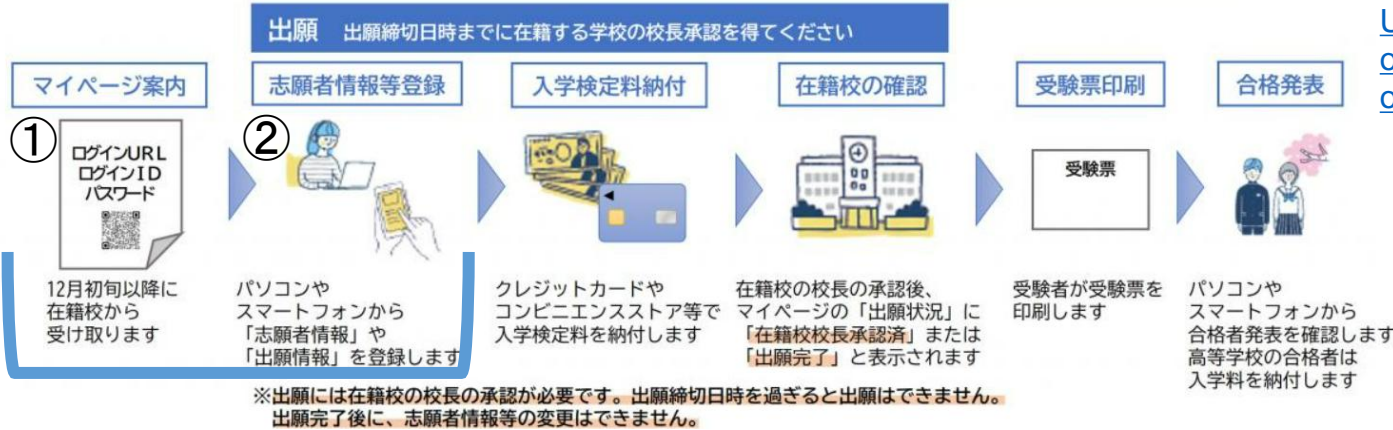 出願 出願締切日時までに在籍する学校の校長承認を得てください
マイページ案内
志願者情報等登録
入学検定料納付
在籍校の確認
受験票印刷
合格発表
①
ログインURL
ログインID
パスワード
②
受験票
12月初旬以降に
在籍校から
受け取ります
パソコンや
スマートフォンから
「志願者情報」や
「出願情報」を登録します
クレジットカードや
コンビニエンスストア等で
入学検定料を納付します
在籍校の校長の承認後、
マイページの「出願状況」に
「在籍校校長承認済」または
「出願完了」と表示されます
受験者が受験票を
印刷します
パソコンや
スマートフォンから
合格者発表を確認します
高等学校の合格者は
入学料を納付します
※出願には在籍校の校長の承認が必要です。出願締切日時を過ぎると出願はできません。
出願完了後に、志願者情報等の変更はできません。